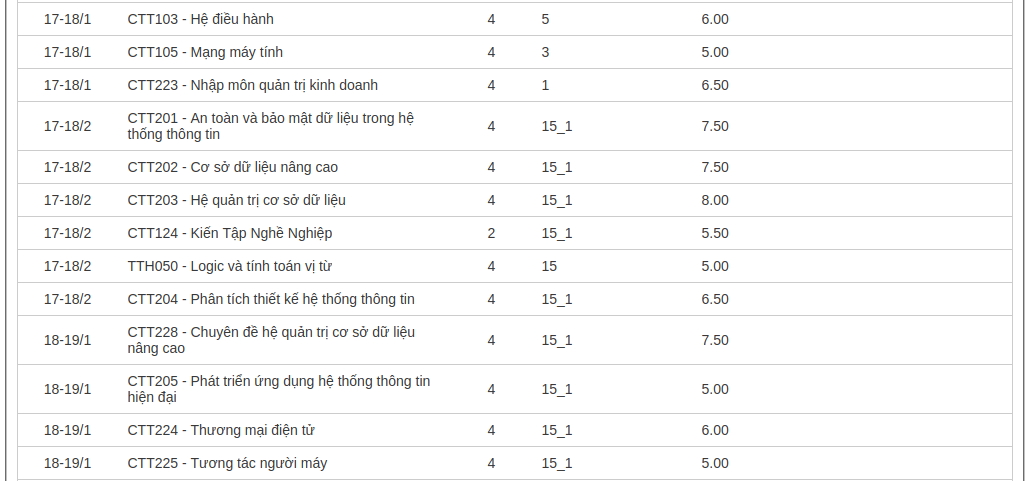 17-18/1 CTT103 - Hệ điều hành 4 5 6.00
17-18/1 CTT105 - Mạng máy tính 4 3 5.00
17-18/1 CTT223 - Nhập môn quản trị kinh doanh 4 1 6.50
17-18/2 CTT201 - An toàn và bảo mật dữ liệu trong hệ
thống thông tin 4 15_1 7.50
17-18/2 CTT202 - Cơ sở dữ liệu nâng cao 4 15_1 7.50
17-18/2 CTT203 - Hệ quản trị cơ sở dữ liệu 4 15_1 8.00
17-18/2 CTT124 - Kiến Tập Nghề Nghiệp 2 15_1 5.50
17-18/2 TTH050 - Logic và tính toán vị từ 4 15 5.00
17-18/2 CTT204 - Phân tích thiết kế hệ thống thông tin 4 15_1 6.50
18-19/1 CTT228 - Chuyên đề hệ quản trị cơ sở dữ liệu
nâng cao 4 15_1 7.50
18-19/1 CTT205 - Phát triển ứng dụng hệ thống thông tin
hiện đại 4 15_1 5.00
18-19/1 CTT224 - Thương mại điện tử 4 15_1 6.00
18-19/1 CTT225 - Tương tác người máy 4 15_1 5.00